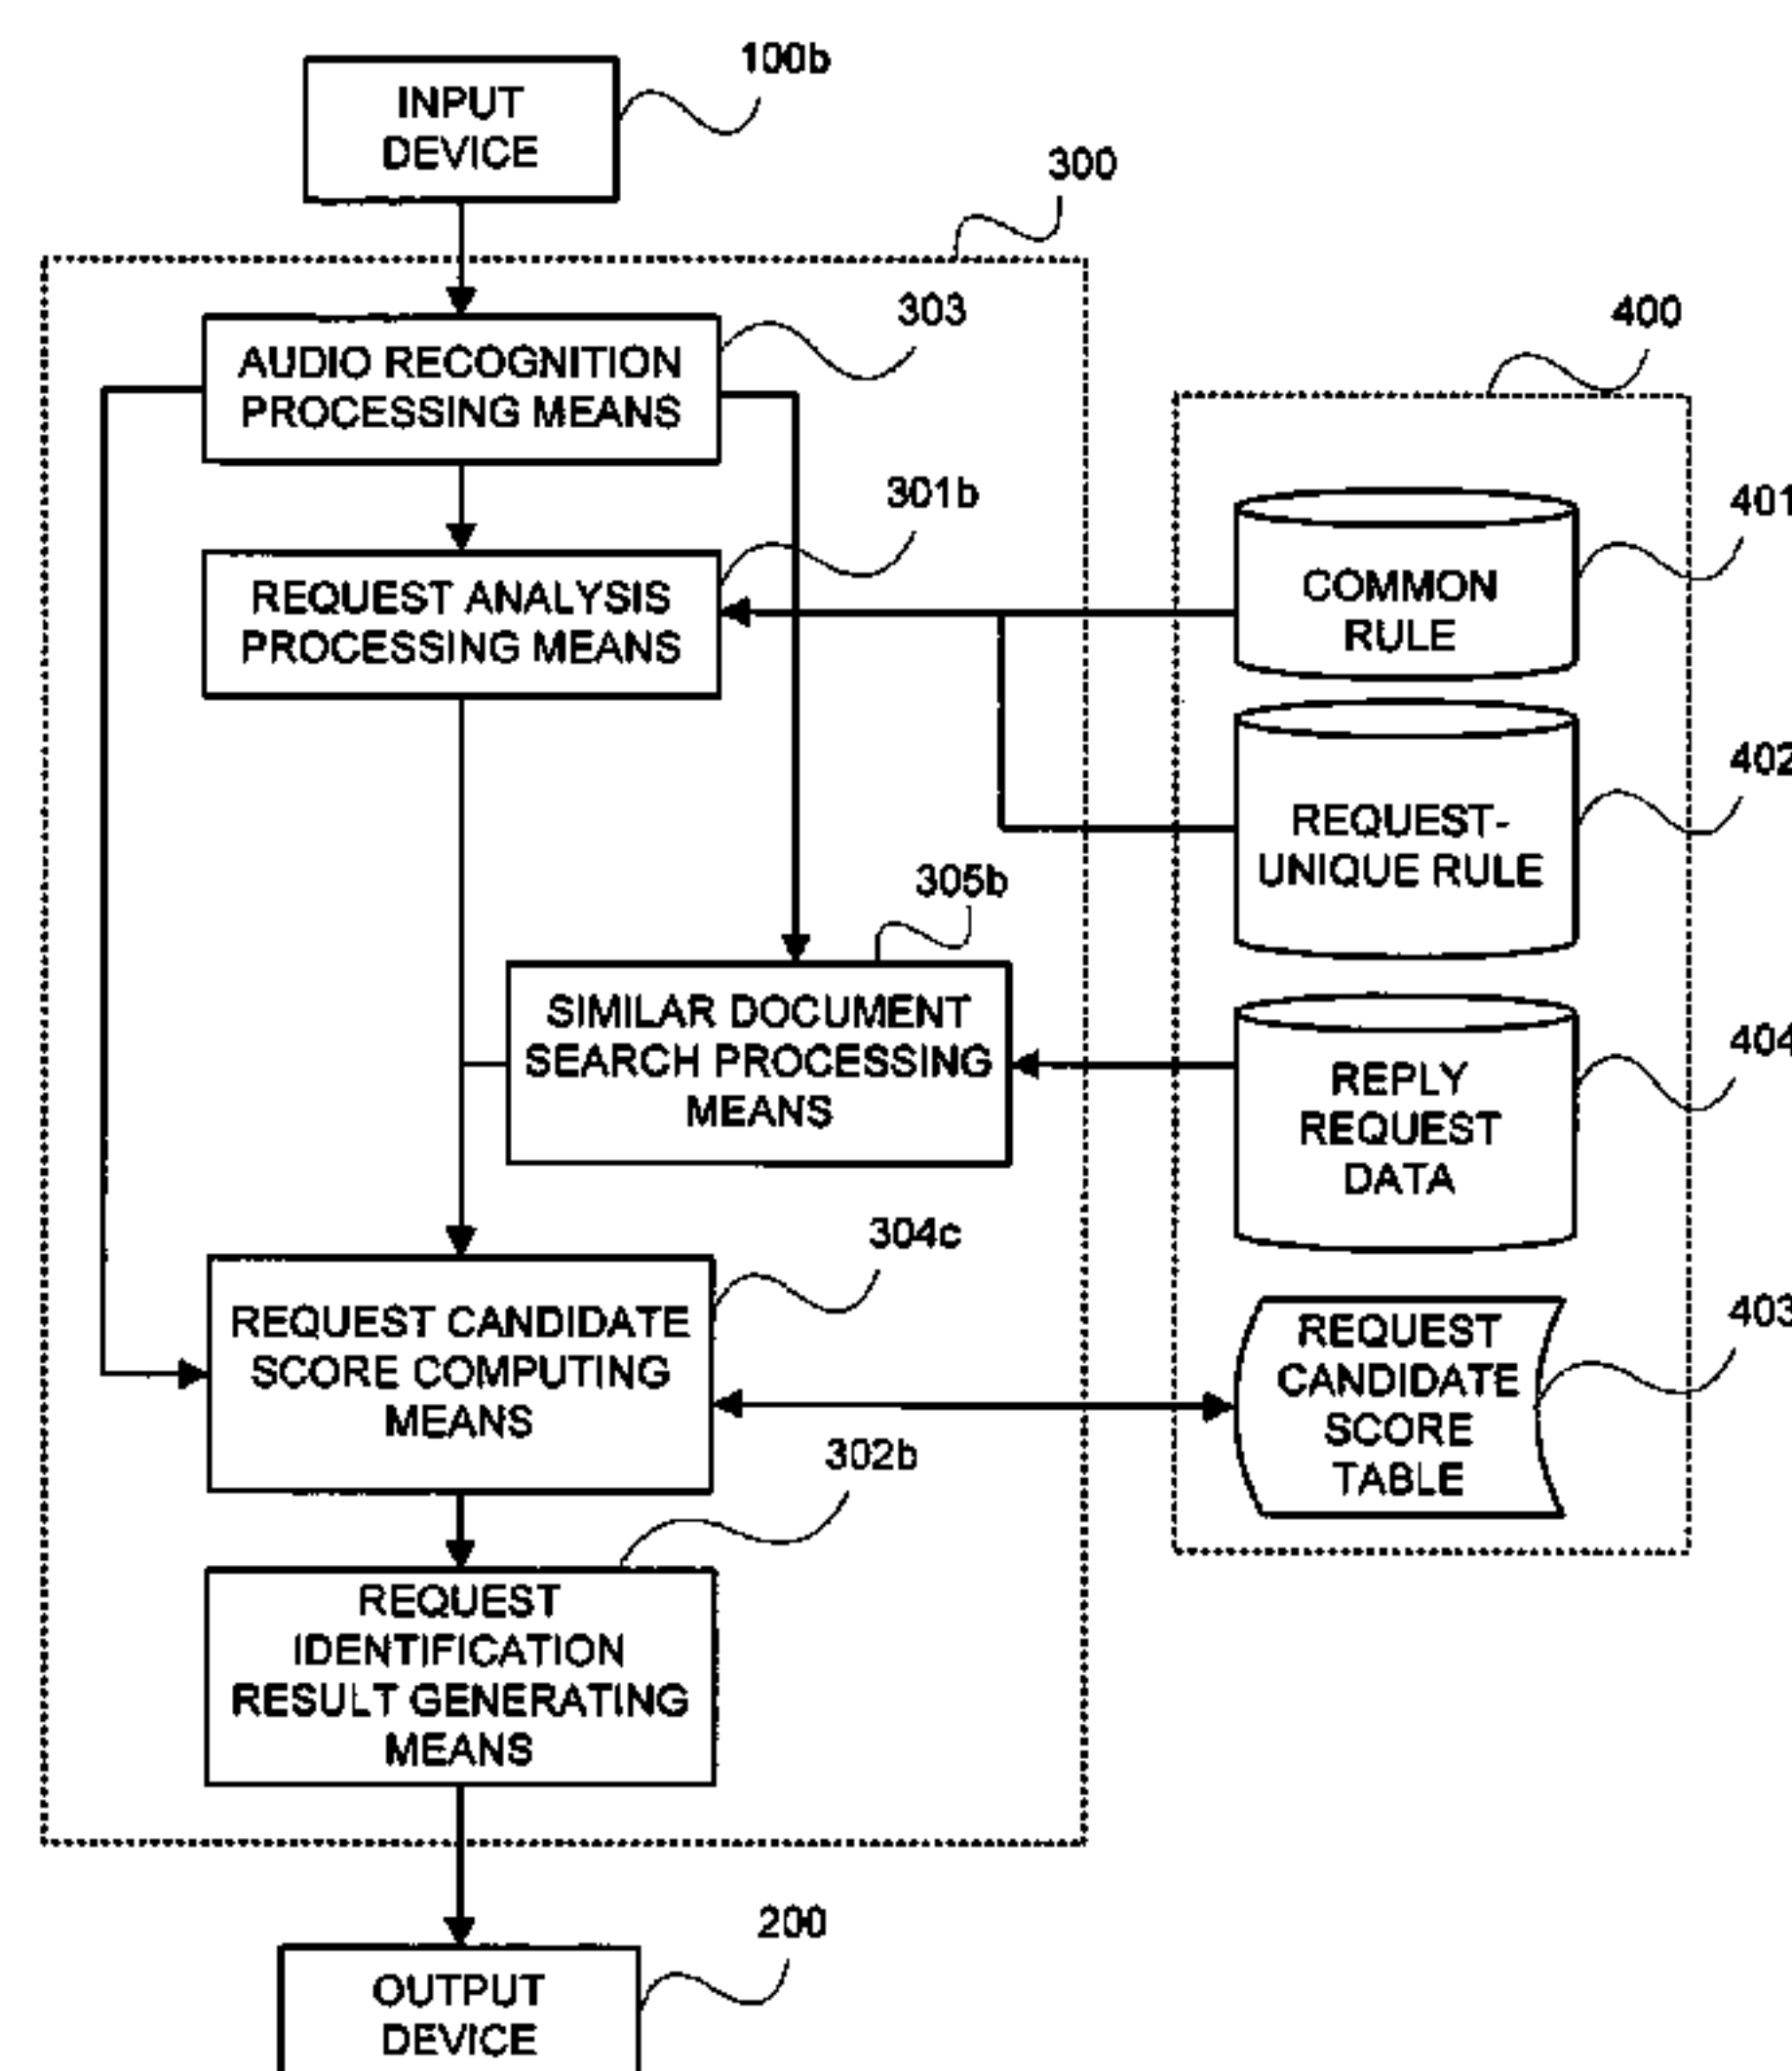 100b
INPUT
DEVICE
300
303
AUDIO RECOGNITION
PROCESSING MEANS
400
301b
REQUEST ANALYSIS
PROCESSING MEANS
401
COMMON
RULE
402
REQUEST-
UNIQUE RULE
305b
SIMILAR DOCUMENT
SEARCH PROCESSING
MEANS
404
REPLY
REQUEST
DATA
304c
REQUEST CANDIDATE
SCORE COMPUTING
MEANS
403
REQUEST
CANDIDATE
SCORE
TABLE
302b
REQUEST
IDENTIFICATION
RESULT GENERATING
MEANS
200
OUTPUT
DEVICE